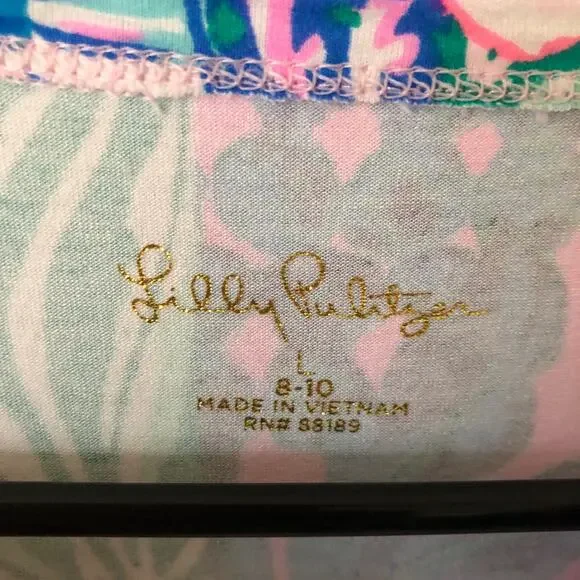 Lilly Pulitzer
L
8-10
MADE IN VIETNAM
RN# 88189